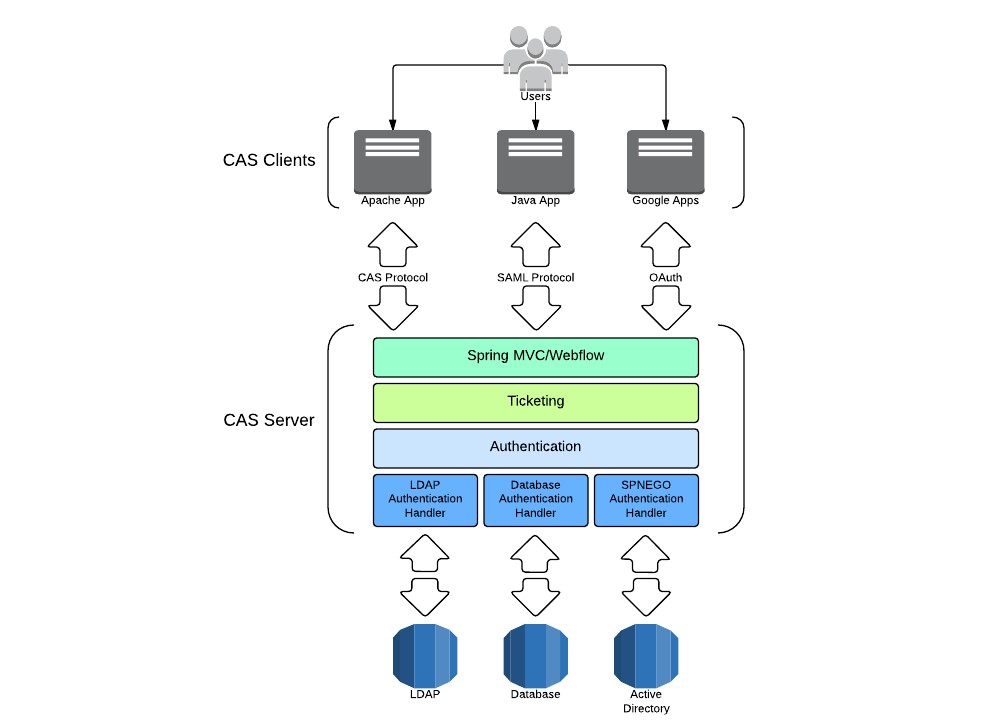 Users
CAS Clients
Apache App
Java App
Google Apps
CAS Protocol
SAML Protocol
OAuth
CAS Server
Spring MVC/Webflow
Ticketing
Authentication
LDAP
Authentication
Handler
Database
Authentication
Handler
SPNEGO
Authentication
Handler
LDAP
Database
Active
Directory